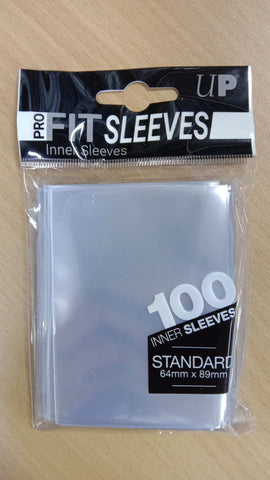 UP
PRO FIT SLEEVES
Inner Sleeves
100
INNER SLEEVES
STANDARD
64mm x 89mm